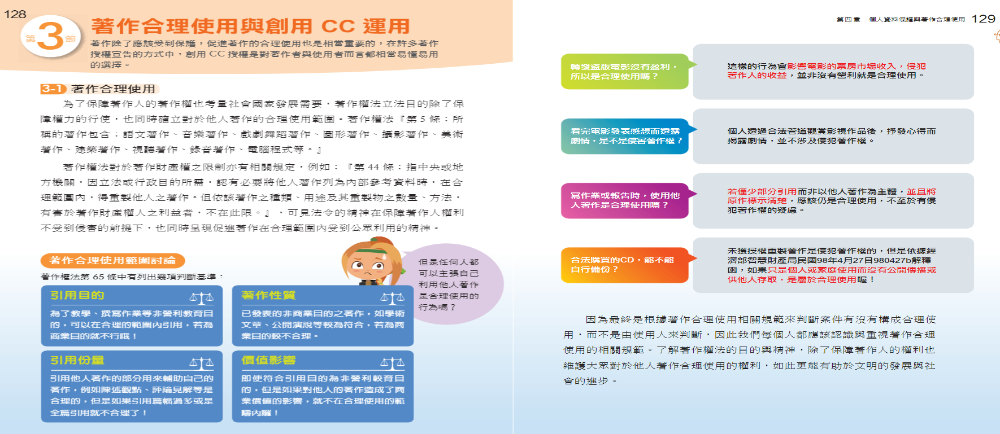 128
第3節
著作合理使用與創用 CC 運用
著作除了應該受到保護，促進著作的合理使用也是相當重要的，在許多著作
授權宣告的方式中，創用 CC 授權是對著作者與使用者而言都相當易懂易用
的選擇。
3-1 著作合理使用
為了保障著作人的著作權也考量社會國家發展需要，著作權法立法目的除了保
障權力的行使，也同時確立對於他人著作的合理使用範圍。著作權法『第 5 條：所
稱的著作包含：語文著作、音樂著作、戲劇舞蹈著作、圖形著作、攝影著作、美術
著作、建築著作、視聽著作、錄音著作、電腦程式等。』
著作權法對於著作財產權之限制亦有相關規定，例如：『第 44 條：指中央或地
方機關，因立法或行政目的所需，認有必要將他人著作列為內部參考資料時，在合
理範圍內，得重製他人之著作。但依該著作之種類、用途及其重製物之數量、方法，
有害於著作財產權人之利益者，不在此限。』，可見法令的精神在保障著作人權利
不受到侵害的前提下，也同時呈現促進著作在合理範圍內受到公眾利用的精神。
著作合理使用範圍討論
著作權法第 65 條中有列出幾項判斷基準：
但是任何人都
可以主張自己
利用他人著作
是合理使用的
行為嗎？
引用目的
為了教學、撰寫作業等非營利教育目
的，可以在合理的範圍內引用，若為
商業目的就不行哦！
著作性質
已發表的非商業目的之著作，如學術
文章、公開演說等較為符合，若為商
業目的較不合理。
引用份量
引用他人著作的部分用來輔助自己的
著作，例如陳述觀點、評論見解等是
合理的，但是如果引用篇幅過多或是
全篇引用就不合理了！
價值影響
即使符合引用目的為非營利較育目
的，但是如果對他人的著作造成了商
業價值的影響，就不在合理使用的範
疇內囉！
第四章 個人資料保護與著作合理使用 129
轉發盜版電影沒有盈利，
所以是合理使用嗎？
這樣的行為會影響電影的票房市場收入，侵犯
著作人的收益，並非沒有營利就是合理使用。
看完電影發表感想而透露
劇情，是不是侵害著作權？
個人透過合法管道觀賞影視作品後，抒發心得而
揭露劇情，並不涉及侵犯著作權。
寫作業或報告時，使用他
人著作是合理使用嗎？
若僅少部分引用而非以他人著作為主體，並且將
原作標示清楚，應該仍是合理使用，不至於有侵
犯著作權的疑慮。
合法購買的CD，能不能
自行備份？
未獲授權重製著作是侵犯著作權的，但是依據經
濟部智慧財產局民國98年4月27日980427b解釋
函，如果只是個人或家庭使用而沒有公開傳播或
供他人存取，是屬於合理使用喔！
因為最終是根據著作合理使用相關規範來判斷案件有沒有構成合理使
用，而不是由使用人來判斷，因此我們每個人都應該認識與重視著作合理
使用的相關規範。了解著作權法的目的與精神，除了保障著作人的權利也
維護大眾對於他人著作合理使用的權利，如此更能有助於文明的發展與社
會的進步。